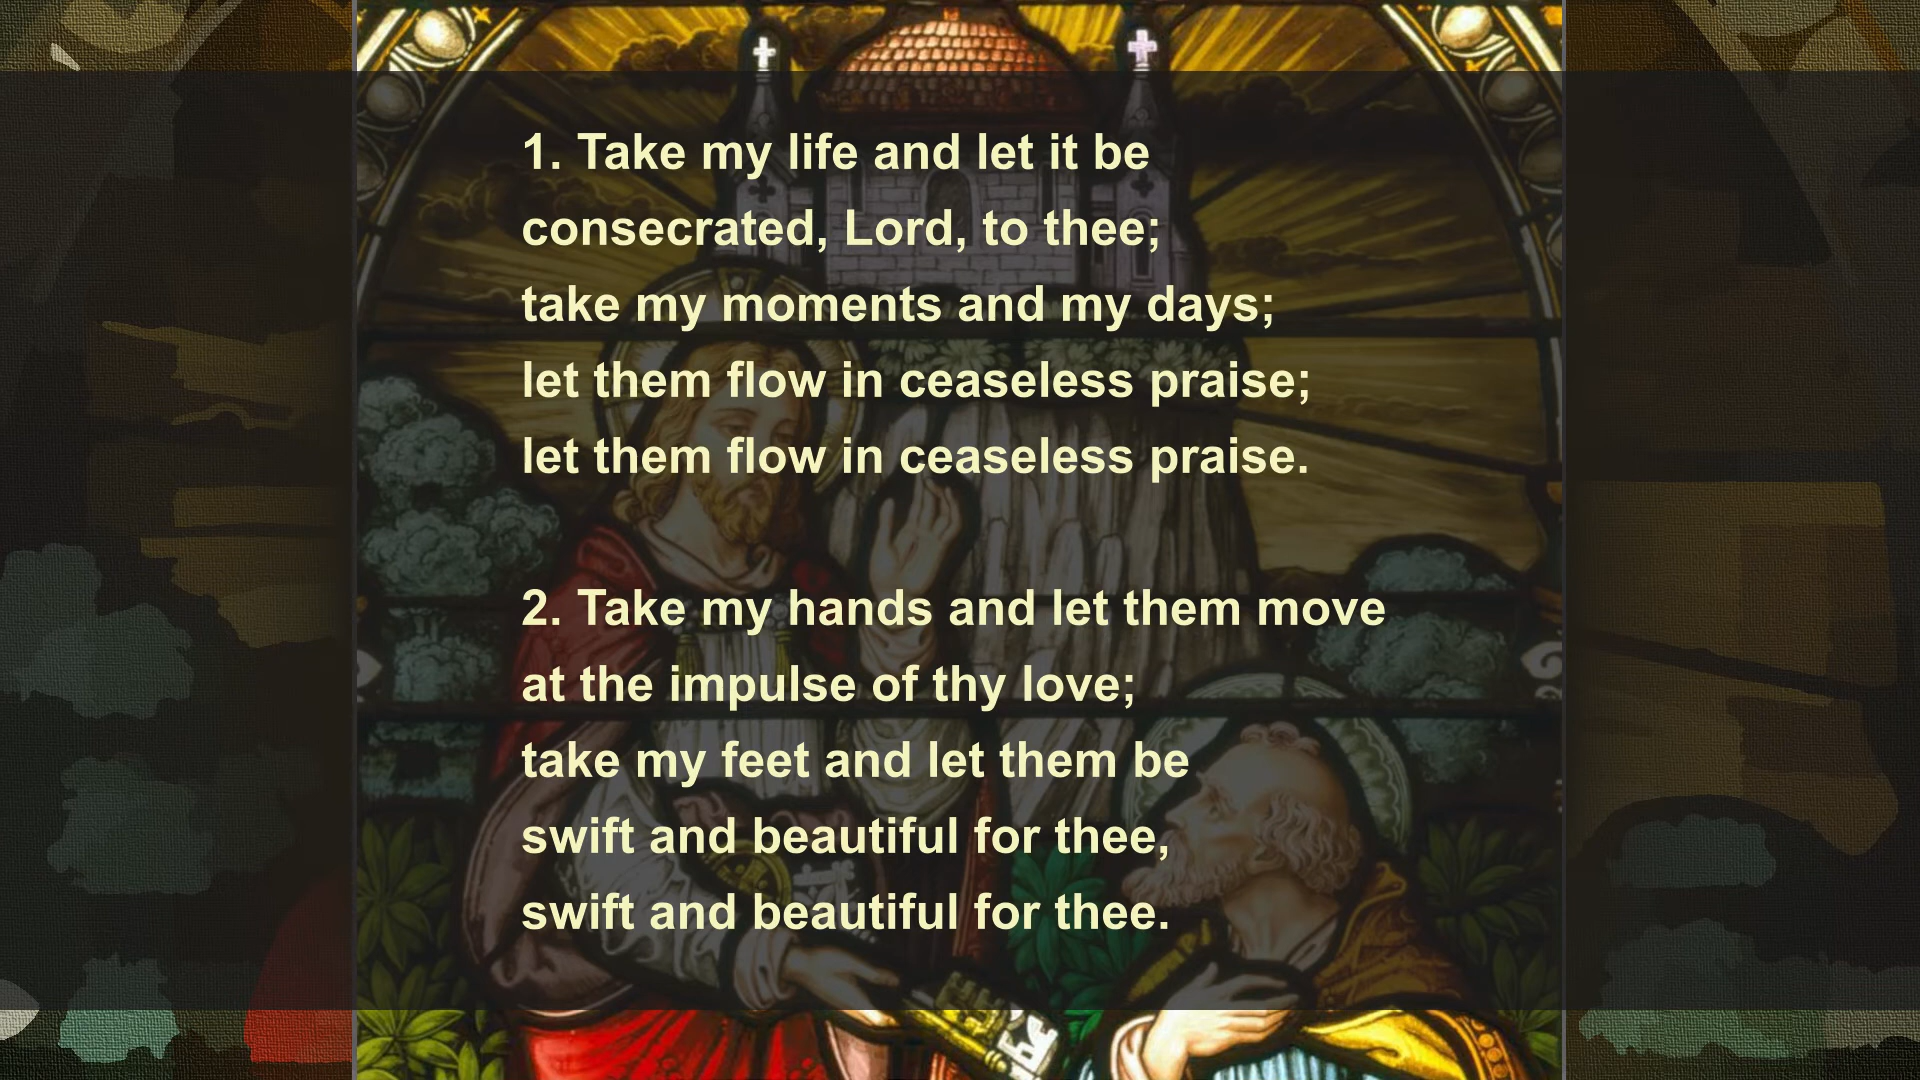 1. Take my life and let it be
consecrated, Lord, to thee;
take my moments and my days;
let them flow in ceaseless praise;
let them flow in ceaseless praise.
2. Take my hands and let them move
at the impulse of thy love;
take my feet and let them be
swift and beautiful for thee,
swift and beautiful for thee.